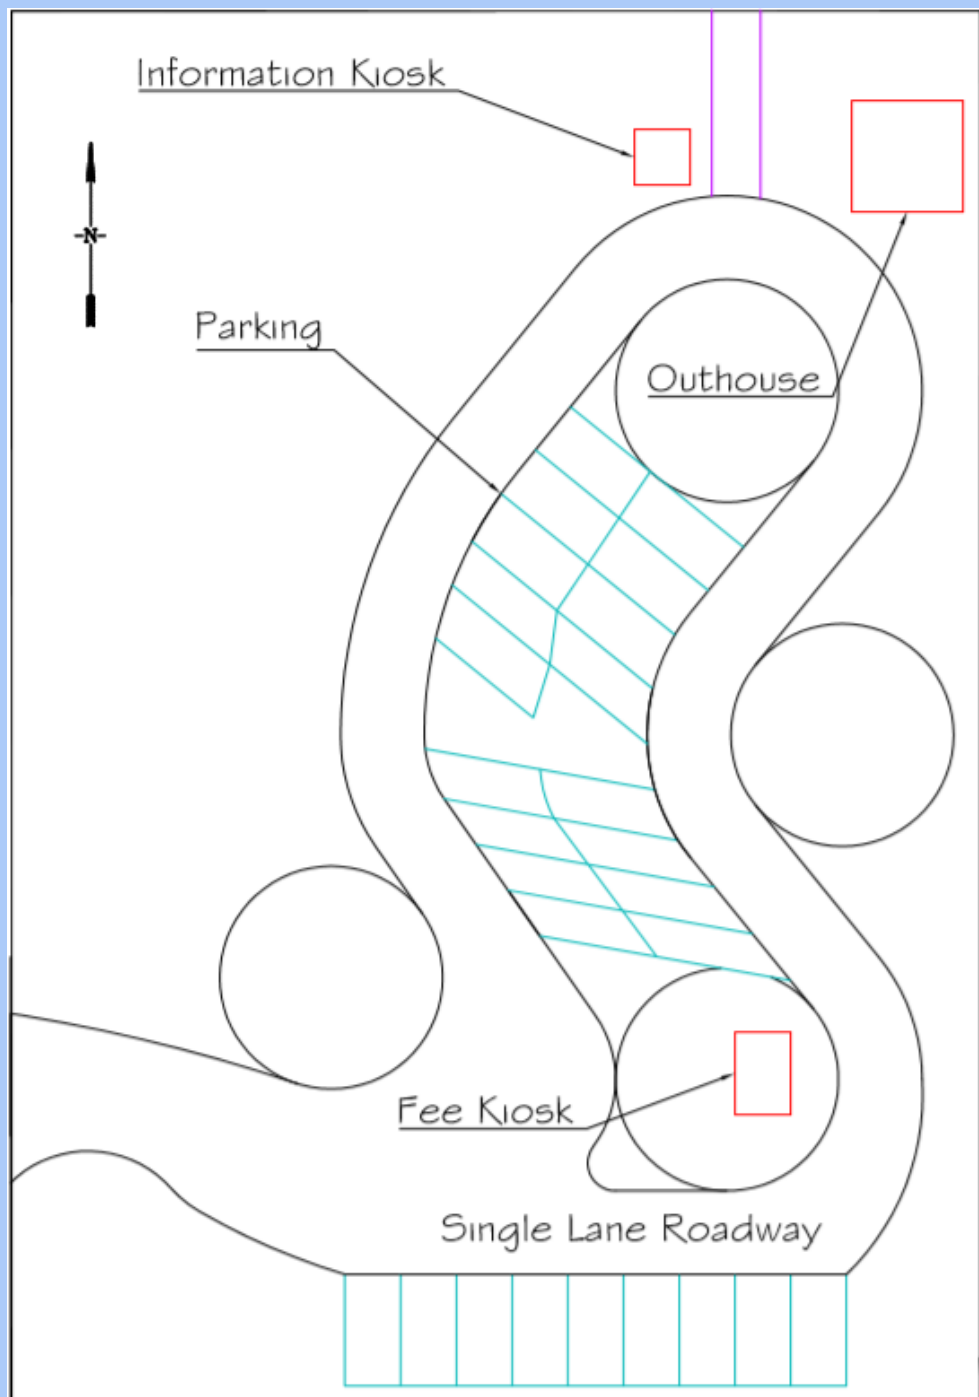 Information Kiosk
N
Parking
Outhouse
Fee Kiosk
Single Lane Roadway